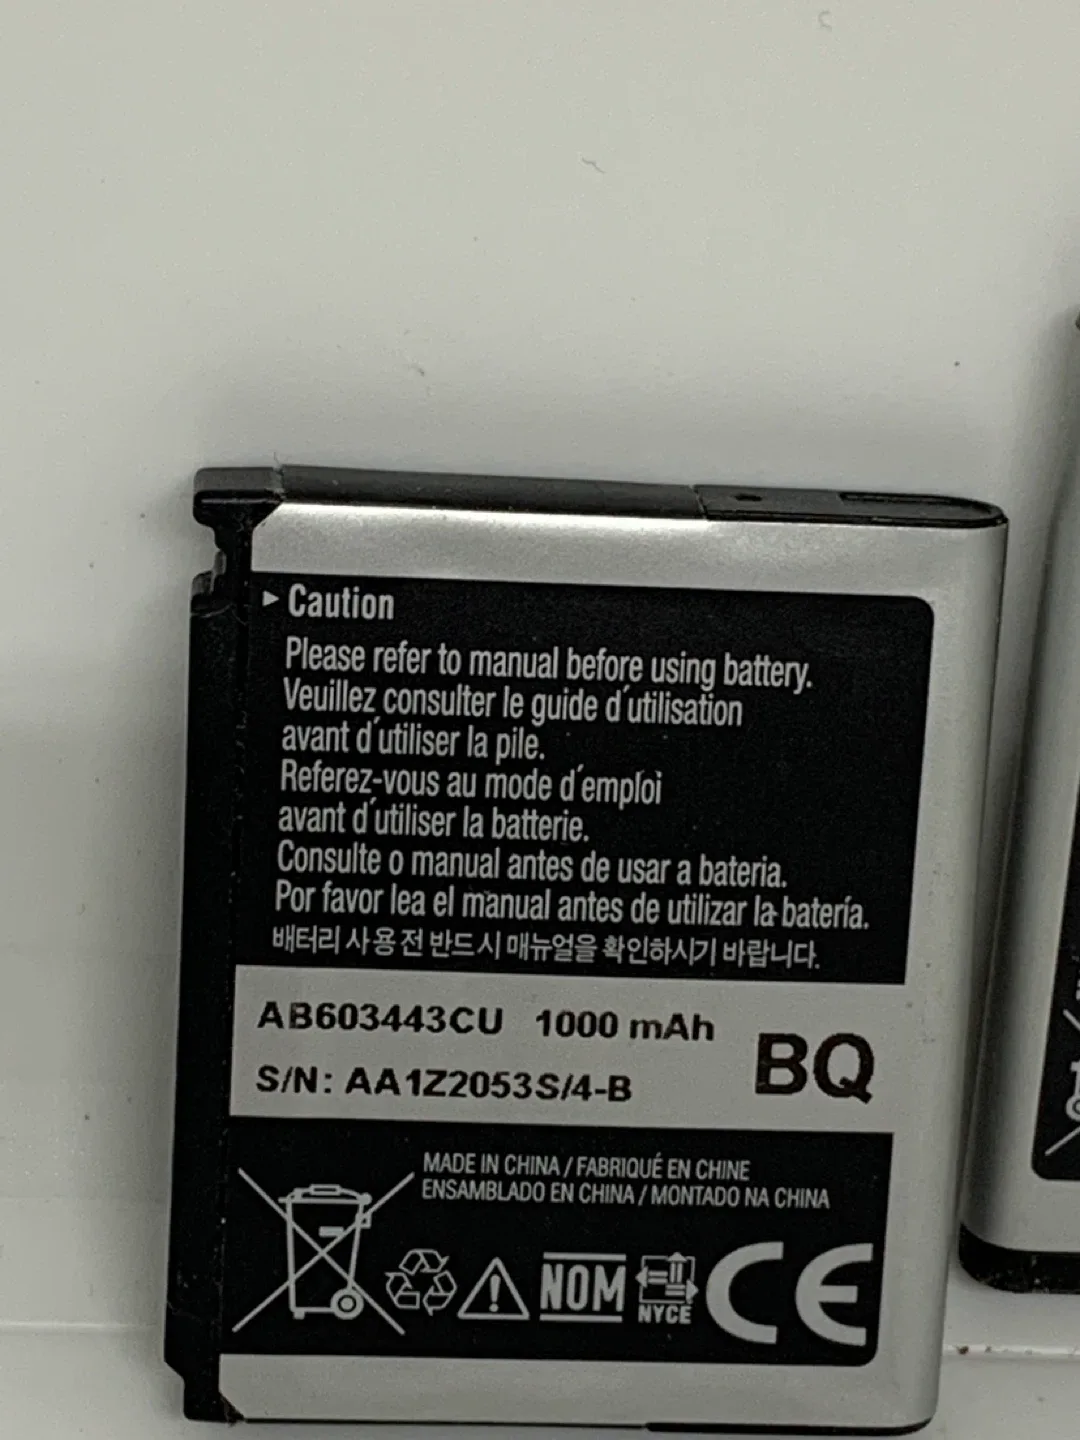 ▸ Caution
Please refer to manual before using battery.
Veuillez consulter le guide d´utilisation
avant d´utiliser la pile.
Referez-vous au mode d´emploi
avant d´utiliser la batterie.
Consulte o manual antes de usar a bateria.
Por favor lea el manual antes de utilizar la batería.
배터리 사용 전 반드시 매뉴얼을 확인하시기 바랍니다.
AB603443CU 1000 mAh
S/N: AA1Z2053S/4-B
BQ
MADE IN CHINA / FABRIQUÉ EN CHINE
ENSAMBLADO EN CHINA / MONTADO NA CHINA
NOM
NYCE
CE